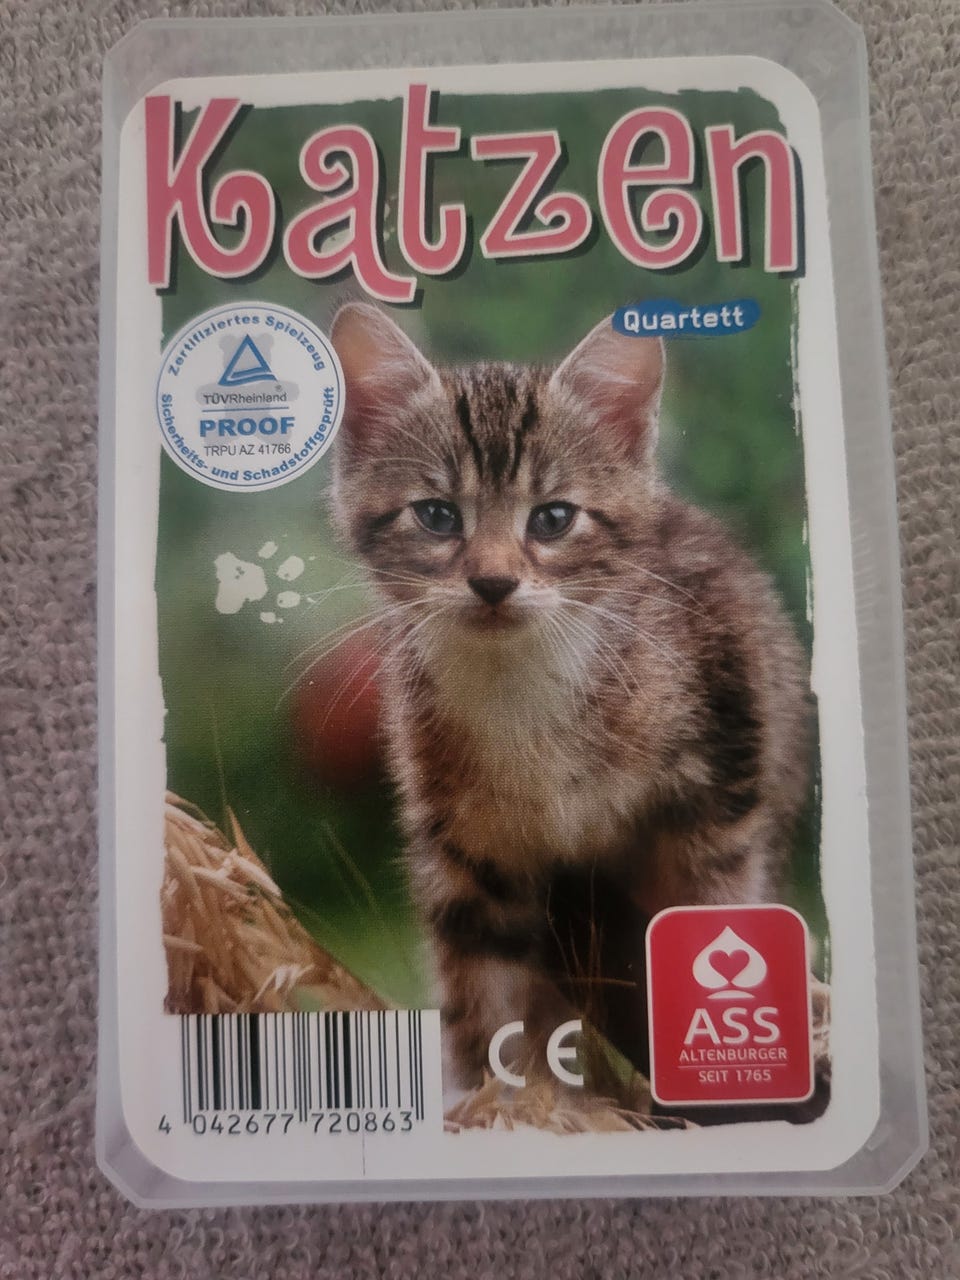 Katzen
Quartett
Zertifiziertes Spielzeug
TÜVRheinland®
PROOF
TRPU AZ 41766
Sicherheits- und Schadstoffgeprüft
ASS
ALTENBURGER
SEIT 1765
CE
4 042677 720863